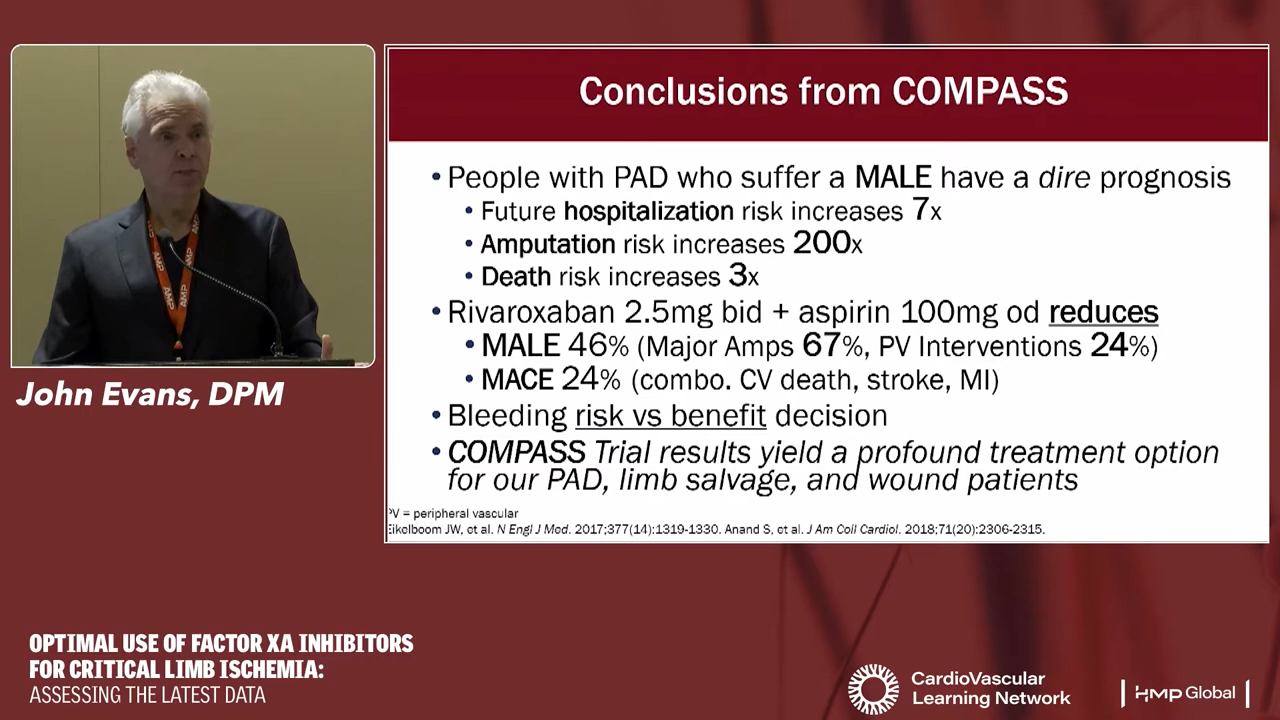 Conclusions from COMPASS
• People with PAD who suffer a MALE have a dire prognosis
• Future hospitalization risk increases 7x
• Amputation risk increases 200x
• Death risk increases 3x
• Rivaroxaban 2.5mg bid + aspirin 100mg od reduces
• MALE 46% (Major Amps 67%, PV Interventions 24%)
• MACE 24% (combo. CV death, stroke, MI)
• Bleeding risk vs benefit decision
• COMPASS Trial results yield a profound treatment option
for our PAD, limb salvage, and wound patients
PV = peripheral vascular
Eikelboom JW, et al. N Engl J Med. 2017;377(14):1319-1330. Anand S, et al. J Am Coll Cardiol. 2018;71(20):2306-2315.
AMP
AMP
AMP
John Evans, DPM
OPTIMAL USE OF FACTOR XA INHIBITORS
FOR CRITICAL LIMB ISCHEMIA:
ASSESSING THE LATEST DATA
CardioVascular
Learning Network
HMP Global